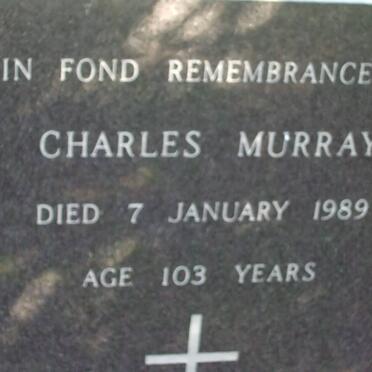 IN FOND REMEMBRANCE
CHARLES MURRAY
DIED 7 JANUARY 1989
AGE 103 YEARS